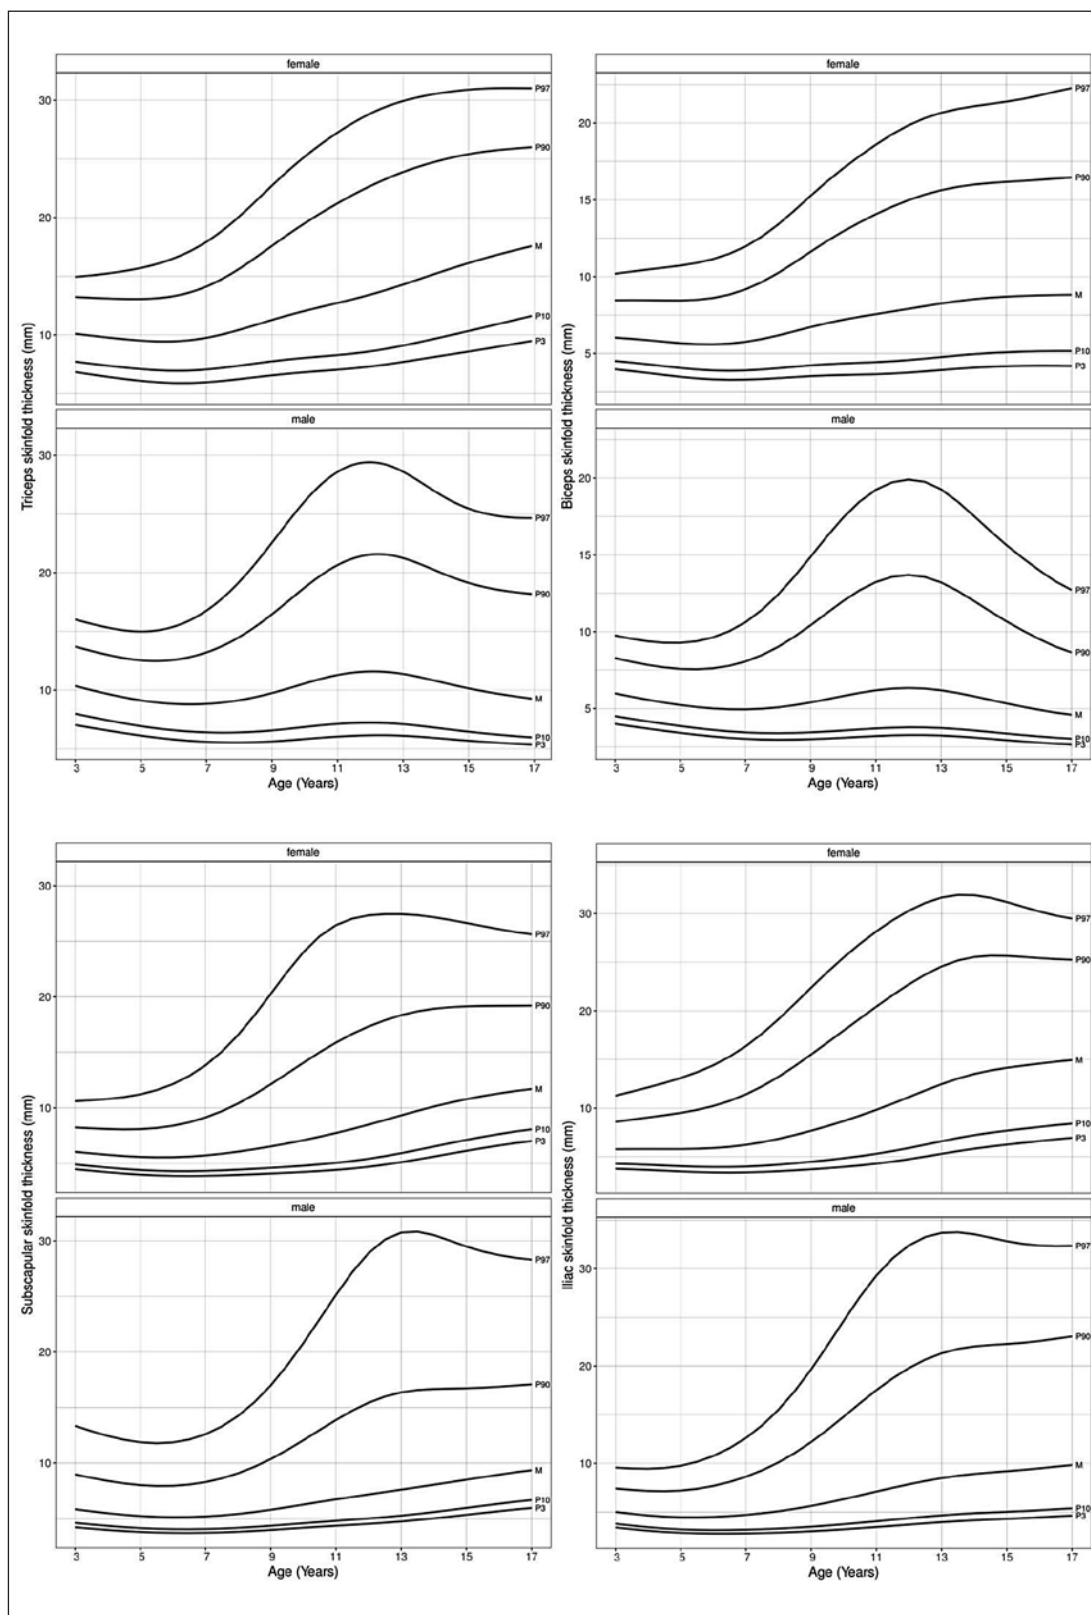 female
30
20
10
Triceps skinfold thickness (mm)
P97
P90
M
P10
P3
male
30
20
10
P97
P90
M
P10
P3
3 5 7 9 11 13 15 17
Age (Years)
female
20
15
10
5
Biceps skinfold thickness (mm)
P97
P90
M
P10
P3
male
20
15
10
5
P97
P90
M
P10
P3
3 5 7 9 11 13 15 17
Age (Years)
female
30
20
10
Subscapular skinfold thickness (mm)
P97
P90
M
P10
P3
male
30
20
10
P97
P90
M
P10
P3
3 5 7 9 11 13 15 17
Age (Years)
female
30
20
10
Iliac skinfold thickness (mm)
P97
P90
M
P10
P3
male
30
20
10
P97
P90
M
P10
P3
3 5 7 9 11 13 15 17
Age (Years)